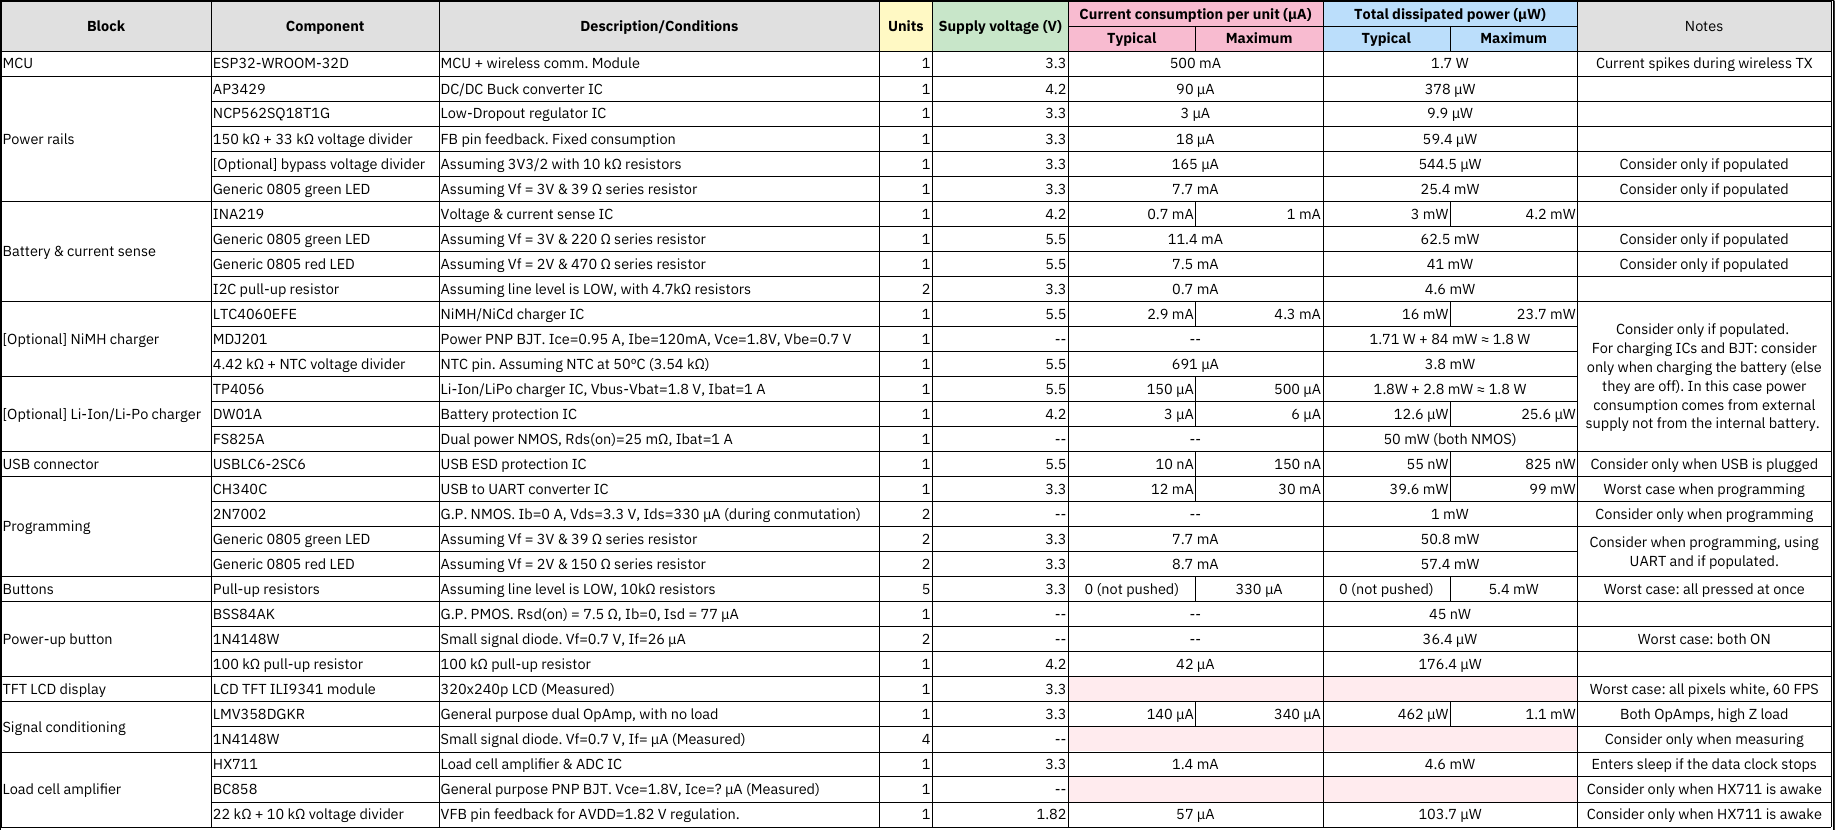 Block Component Description/Conditions Units Supply voltage (V) Current consumption per unit (µA) Total dissipated power (µW) Notes
Typical Maximum Typical Maximum
MCU ESP32-WROOM-32D MCU + wireless comm. Module 1 3.3 500 mA 1.7 W Current spikes during wireless TX
Power rails AP3429 DC/DC Buck converter IC 1 4.2 90 µA 378 µW
NCP562SQ18T1G Low-Dropout regulator IC 1 3.3 3 µA 9.9 µW
150 kΩ + 33 kΩ voltage divider FB pin feedback. Fixed consumption 1 3.3 18 µA 59.4 µW
[Optional] bypass voltage divider Assuming 3V3/2 with 10 kΩ resistors 1 3.3 165 µA 544.5 µW Consider only if populated
Generic 0805 green LED Assuming Vf = 3V & 39 Ω series resistor 1 3.3 7.7 mA 25.4 mW Consider only if populated
Battery & current sense INA219 Voltage & current sense IC 1 4.2 0.7 mA 1 mA 3 mW 4.2 mW
Generic 0805 green LED Assuming Vf = 3V & 220 Ω series resistor 1 5.5 11.4 mA 62.5 mW Consider only if populated
Generic 0805 red LED Assuming Vf = 2V & 470 Ω series resistor 1 5.5 7.5 mA 41 mW Consider only if populated
I2C pull-up resistor Assuming line level is LOW, with 4.7kΩ resistors 2 3.3 0.7 mA 4.6 mW
[Optional] NiMH charger LTC4060EFE NiMH/NiCd charger IC 1 5.5 2.9 mA 4.3 mA 16 mW 23.7 mW
MDJ201 Power PNP BJT. Ice=0.95 A, Ibe=120mA, Vce=1.8V, Vbe=0.7 V 1 -- -- 1.71 W + 84 mW ≈ 1.8 W
4.42 kΩ + NTC voltage divider NTC pin. Assuming NTC at 50ºC (3.54 kΩ) 1 5.5 691 µA 3.8 mW
Consider only if populated.
For charging ICs and BJT: consider
only when charging the battery (else
they are off). In this case power
consumption comes from external
supply not from the internal battery.
[Optional] Li-Ion/Li-Po charger TP4056 Li-Ion/LiPo charger IC, Vbus-Vbat=1.8 V, Ibat=1 A 1 5.5 150 µA 500 µA 1.8W + 2.8 mW ≈ 1.8 W
DW01A Battery protection IC 1 4.2 3 µA 6 µA 12.6 µW 25.6 µW
FS825A Dual power NMOS, Rds(on)=25 mΩ, Ibat=1 A 1 -- -- 50 mW (both NMOS)
USB connector USBLC6-2SC6 USB ESD protection IC 1 5.5 10 nA 150 nA 55 nW 825 nW Consider only when USB is plugged
Programming CH340C USB to UART converter IC 1 3.3 12 mA 30 mA 39.6 mW 99 mW Worst case when programming
2N7002 G.P. NMOS. Ib=0 A, Vds=3.3 V, Ids=330 µA (during conmutation) 2 -- -- 1 mW Consider only when programming
Generic 0805 green LED Assuming Vf = 3V & 39 Ω series resistor 2 3.3 7.7 mA 50.8 mW
Generic 0805 red LED Assuming Vf = 2V & 150 Ω series resistor 2 3.3 8.7 mA 57.4 mW
Consider when programming, using
UART and if populated.
Buttons Pull-up resistors Assuming line level is LOW, 10kΩ resistors 5 3.3 0 (not pushed) 330 µA 0 (not pushed) 5.4 mW Worst case: all pressed at once
Power-up button BSS84AK G.P. PMOS. Rsd(on) = 7.5 Ω, Ib=0, Isd = 77 µA 1 -- -- 45 nW
1N4148W Small signal diode. Vf=0.7 V, If=26 µA 2 -- -- 36.4 µW Worst case: both ON
100 kΩ pull-up resistor 100 kΩ pull-up resistor 1 4.2 42 µA 176.4 µW
TFT LCD display LCD TFT ILI9341 module 320x240p LCD (Measured) 1 3.3 Worst case: all pixels white, 60 FPS
Signal conditioning LMV358DGKR General purpose dual OpAmp, with no load 1 3.3 140 µA 340 µA 462 µW 1.1 mW Both OpAmps, high Z load
1N4148W Small signal diode. Vf=0.7 V, If= µA (Measured) 4 -- Consider only when measuring
Load cell amplifier HX711 Load cell amplifier & ADC IC 1 3.3 1.4 mA 4.6 mW Enters sleep if the data clock stops
BC858 General purpose PNP BJT. Vce=1.8V, Ice=? µA (Measured) 1 -- Consider only when HX711 is awake
22 kΩ + 10 kΩ voltage divider VFB pin feedback for AVDD=1.82 V regulation. 1 1.82 57 µA 103.7 µW Consider only when HX711 is awake